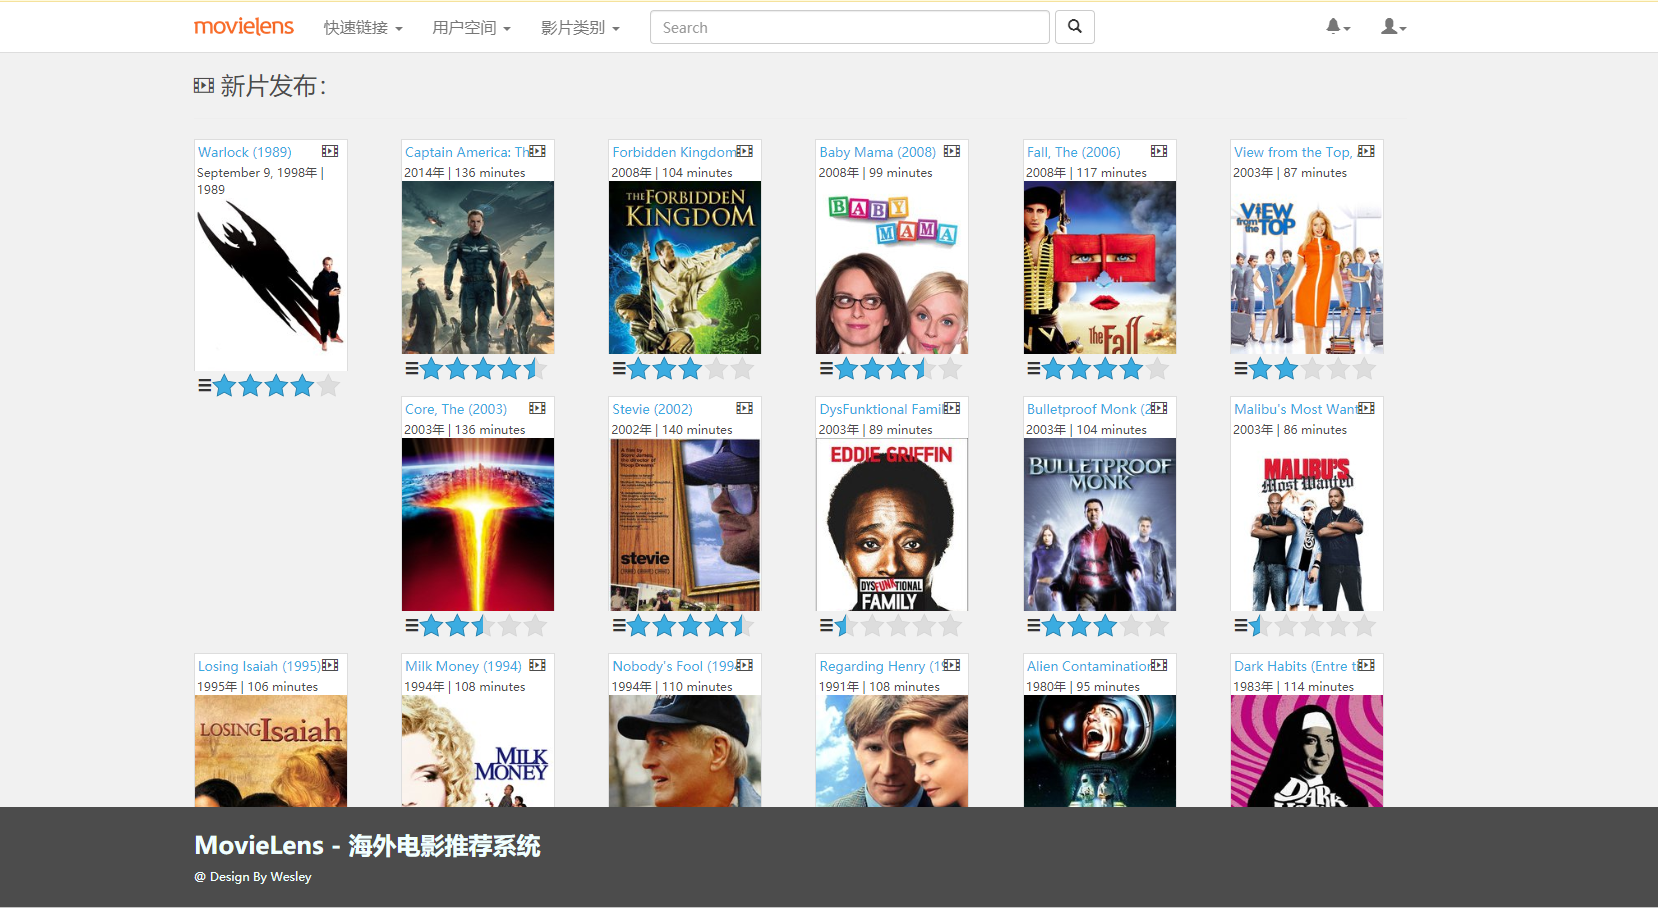 movielens 快速链接 用户空间 影片类别 Search
新片发布：
Warlock (1989)
September 9, 1998年 |
1989
Captain America: Th
2014年 | 136 minutes
Forbidden Kingdom
2008年 | 104 minutes
THE FORBIDDEN
KINGDOM
Baby Mama (2008)
2008年 | 99 minutes
BABY
MAMA
Fall, The (2006)
2008年 | 117 minutes
The Fall
View from the Top,
2003年 | 87 minutes
VIEW
from the TOP
Core, The (2003)
2003年 | 136 minutes
Stevie (2002)
2002年 | 140 minutes
stevie
DysFunktional Famil
2003年 | 89 minutes
EDDIE GRIFFIN
DYSFUNKTIONAL
FAMILY
Bulletproof Monk (2
2003年 | 104 minutes
BULLETPROOF
MONK
Malibu's Most Want
2003年 | 86 minutes
MALIBU'S
Most Wanted
Losing Isaiah (1995)
1995年 | 106 minutes
LOSING Isaiah
Milk Money (1994)
1994年 | 108 minutes
MILK
MONEY
Nobody's Fool (1994
1994年 | 110 minutes
Regarding Henry (19
1991年 | 108 minutes
Alien Contamination
1980年 | 95 minutes
Dark Habits (Entre t
1983年 | 114 minutes
DARK
MovieLens - 海外电影推荐系统
@ Design By Wesley